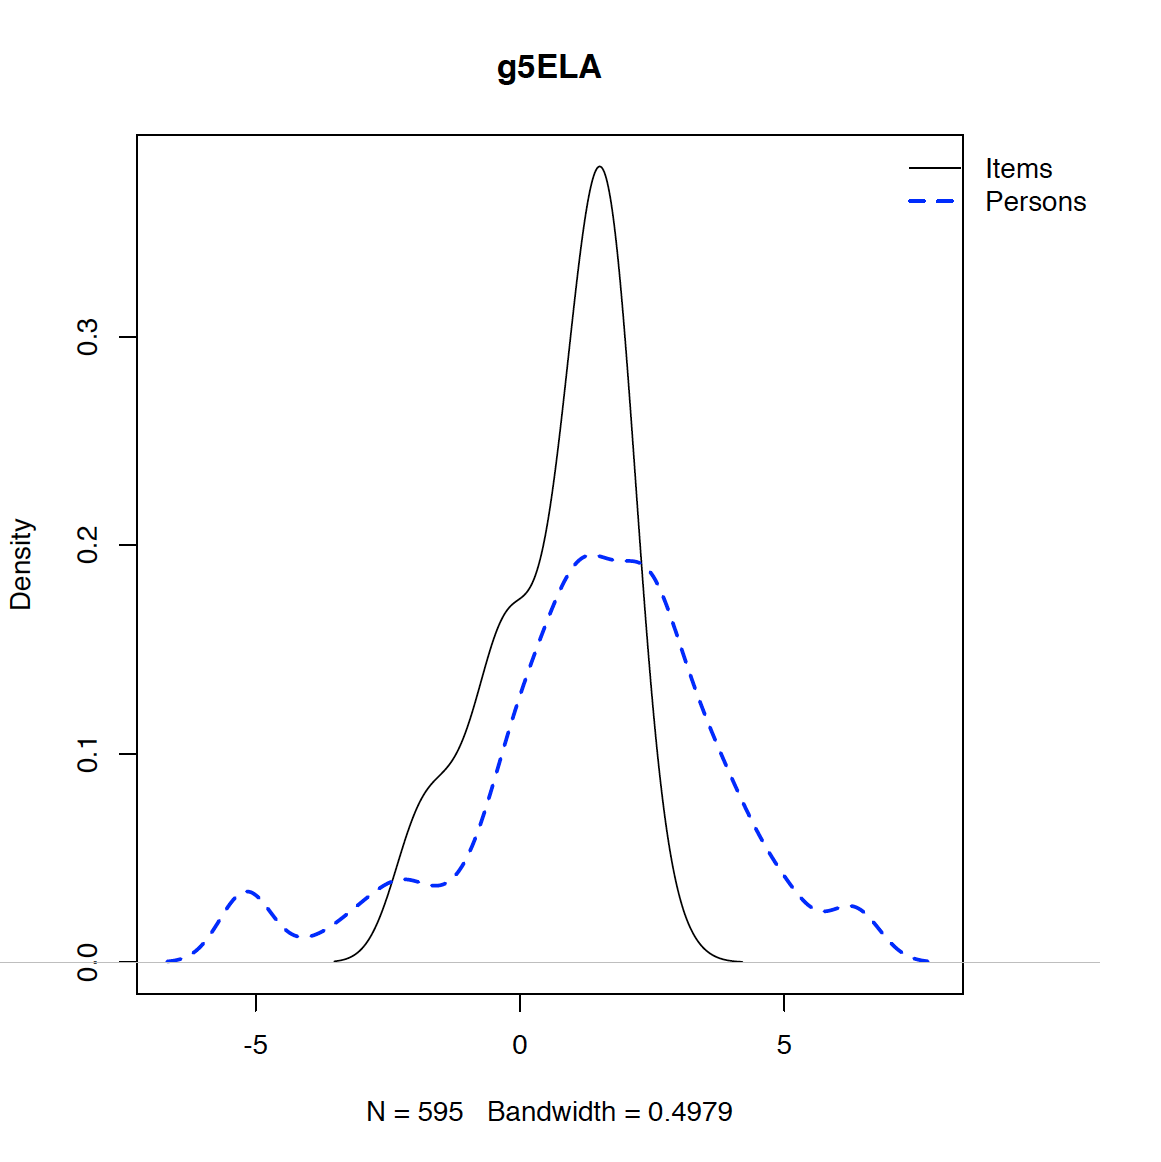 g5ELA
Items
Persons
Density
0.3
0.2
0.1
0.0
-5 0 5
N = 595 Bandwidth = 0.4979